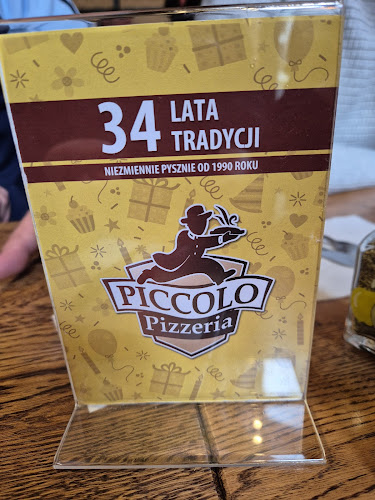 34 LATA
TRADYCJI
NIEZMIENNIE PYSZNIE OD 1990 ROKU
PICCOLO
Pizzeria